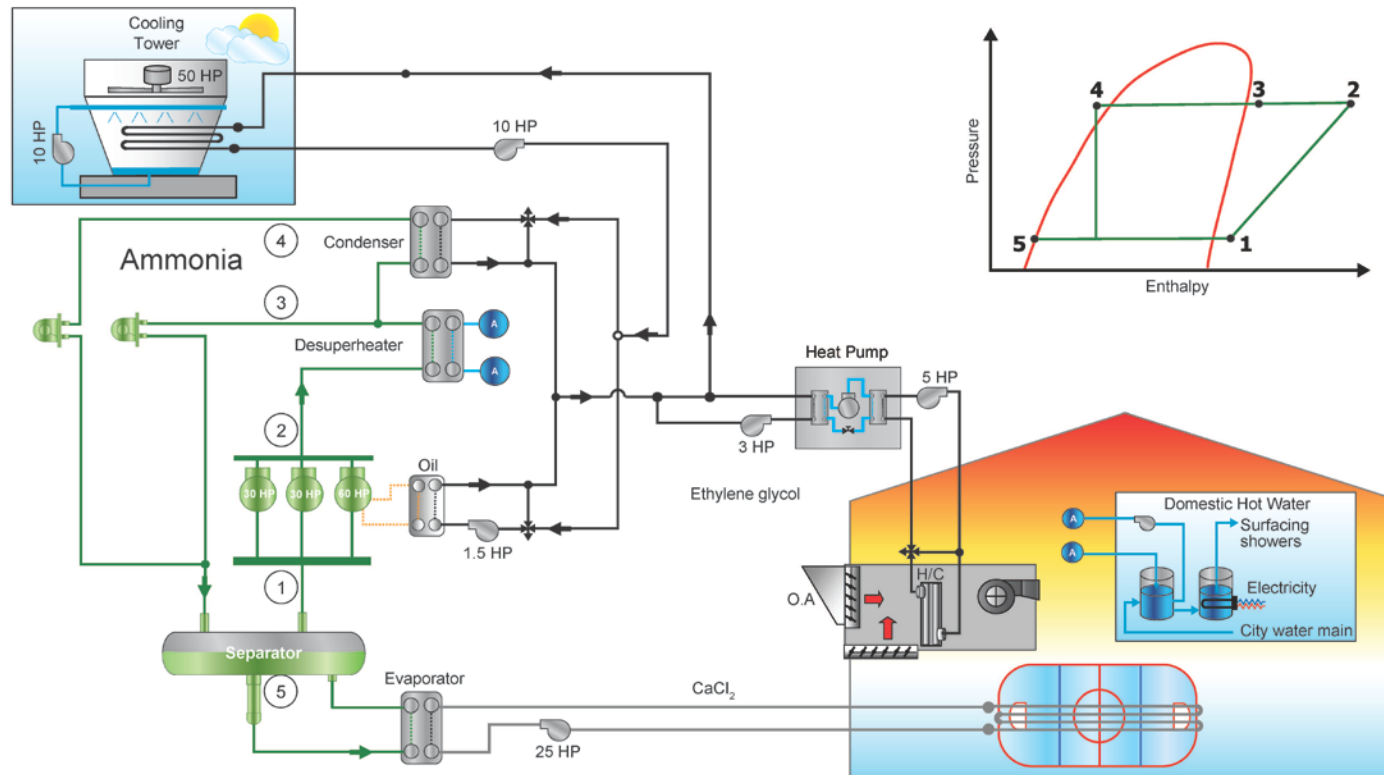 Cooling
Tower
50 HP
10 HP
10 HP
4
Condenser
Ammonia
3
Desuperheater
A
A
2
30 HP
30 HP
60 HP
Oil
1.5 HP
1
Separator
5
Evaporator
CaCl₂
25 HP
Ethylene glycol
Heat Pump
5 HP
3 HP
Pressure
4
3
2
5
1
Enthalpy
O.A
H/C
Domestic Hot Water
A
A
Surfacing
showers
Electricity
City water main